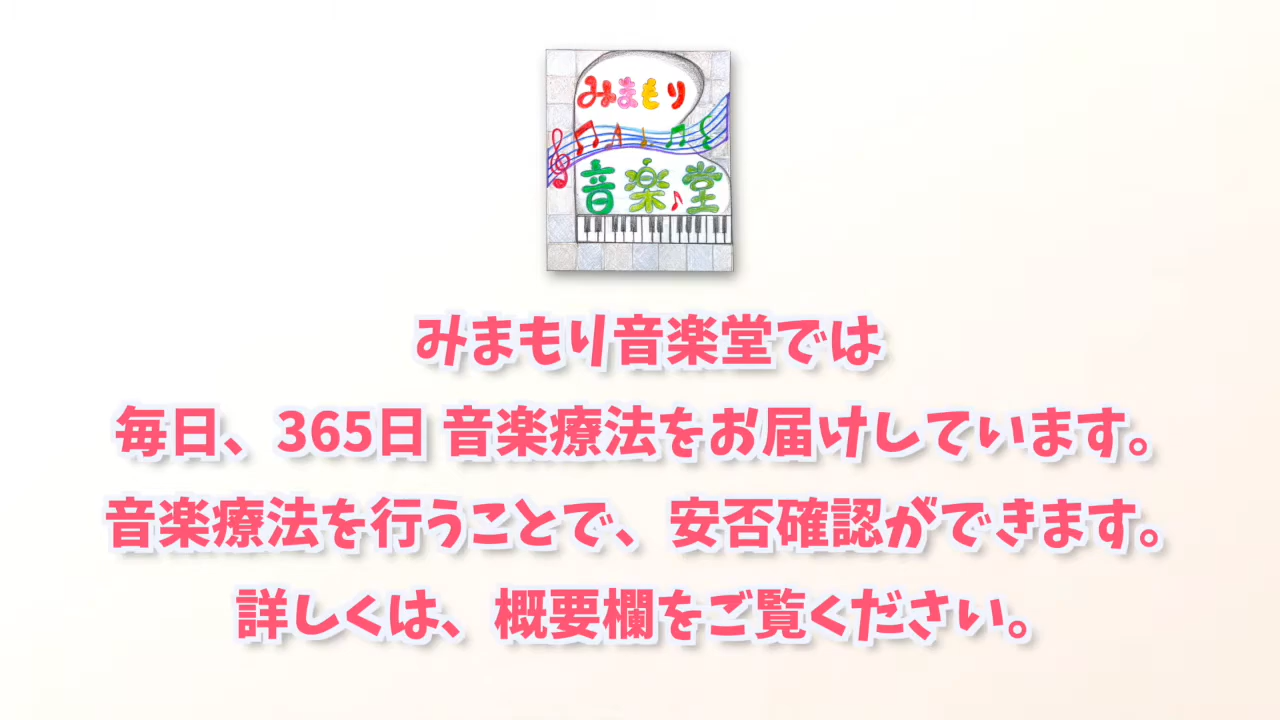 みまもり
音楽堂
みまもり音楽堂では
毎日、365日 音楽療法をお届けしています。
音楽療法を行うことで、安否確認ができます。
詳しくは、概要欄をご覧ください。